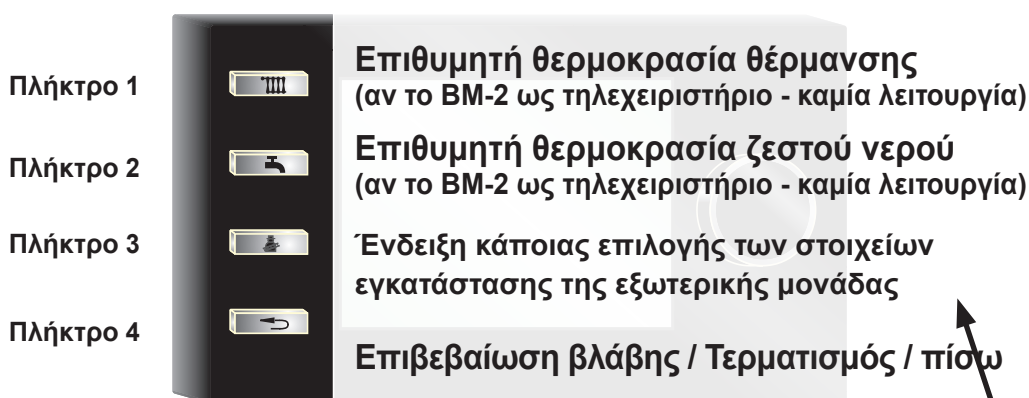 Πλήκτρο 1
Επιθυμητή θερμοκρασία θέρμανσης
(αν το BM-2 ως τηλεχειριστήριο - καμία λειτουργία)
Πλήκτρο 2
Επιθυμητή θερμοκρασία ζεστού νερού
(αν το BM-2 ως τηλεχειριστήριο - καμία λειτουργία)
Πλήκτρο 3
Ένδειξη κάποιας επιλογής των στοιχείων
εγκατάστασης της εξωτερικής μονάδας
Πλήκτρο 4
Επιβεβαίωση βλάβης / Τερματισμός / πίσω